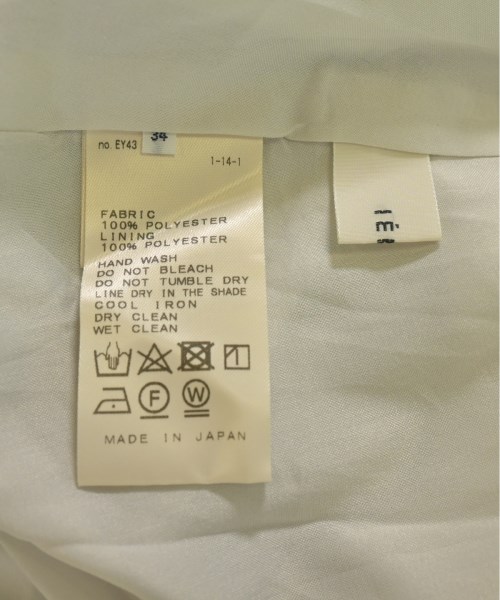 34
no. EY43
1-14-1
FABRIC
100% POLYESTER
LINING
100% POLYESTER
HAND WASH
DO NOT BLEACH
DO NOT TUMBLE DRY
LINE DRY IN THE SHADE
COOL IRON
DRY CLEAN
WET CLEAN
F
W
MADE IN JAPAN